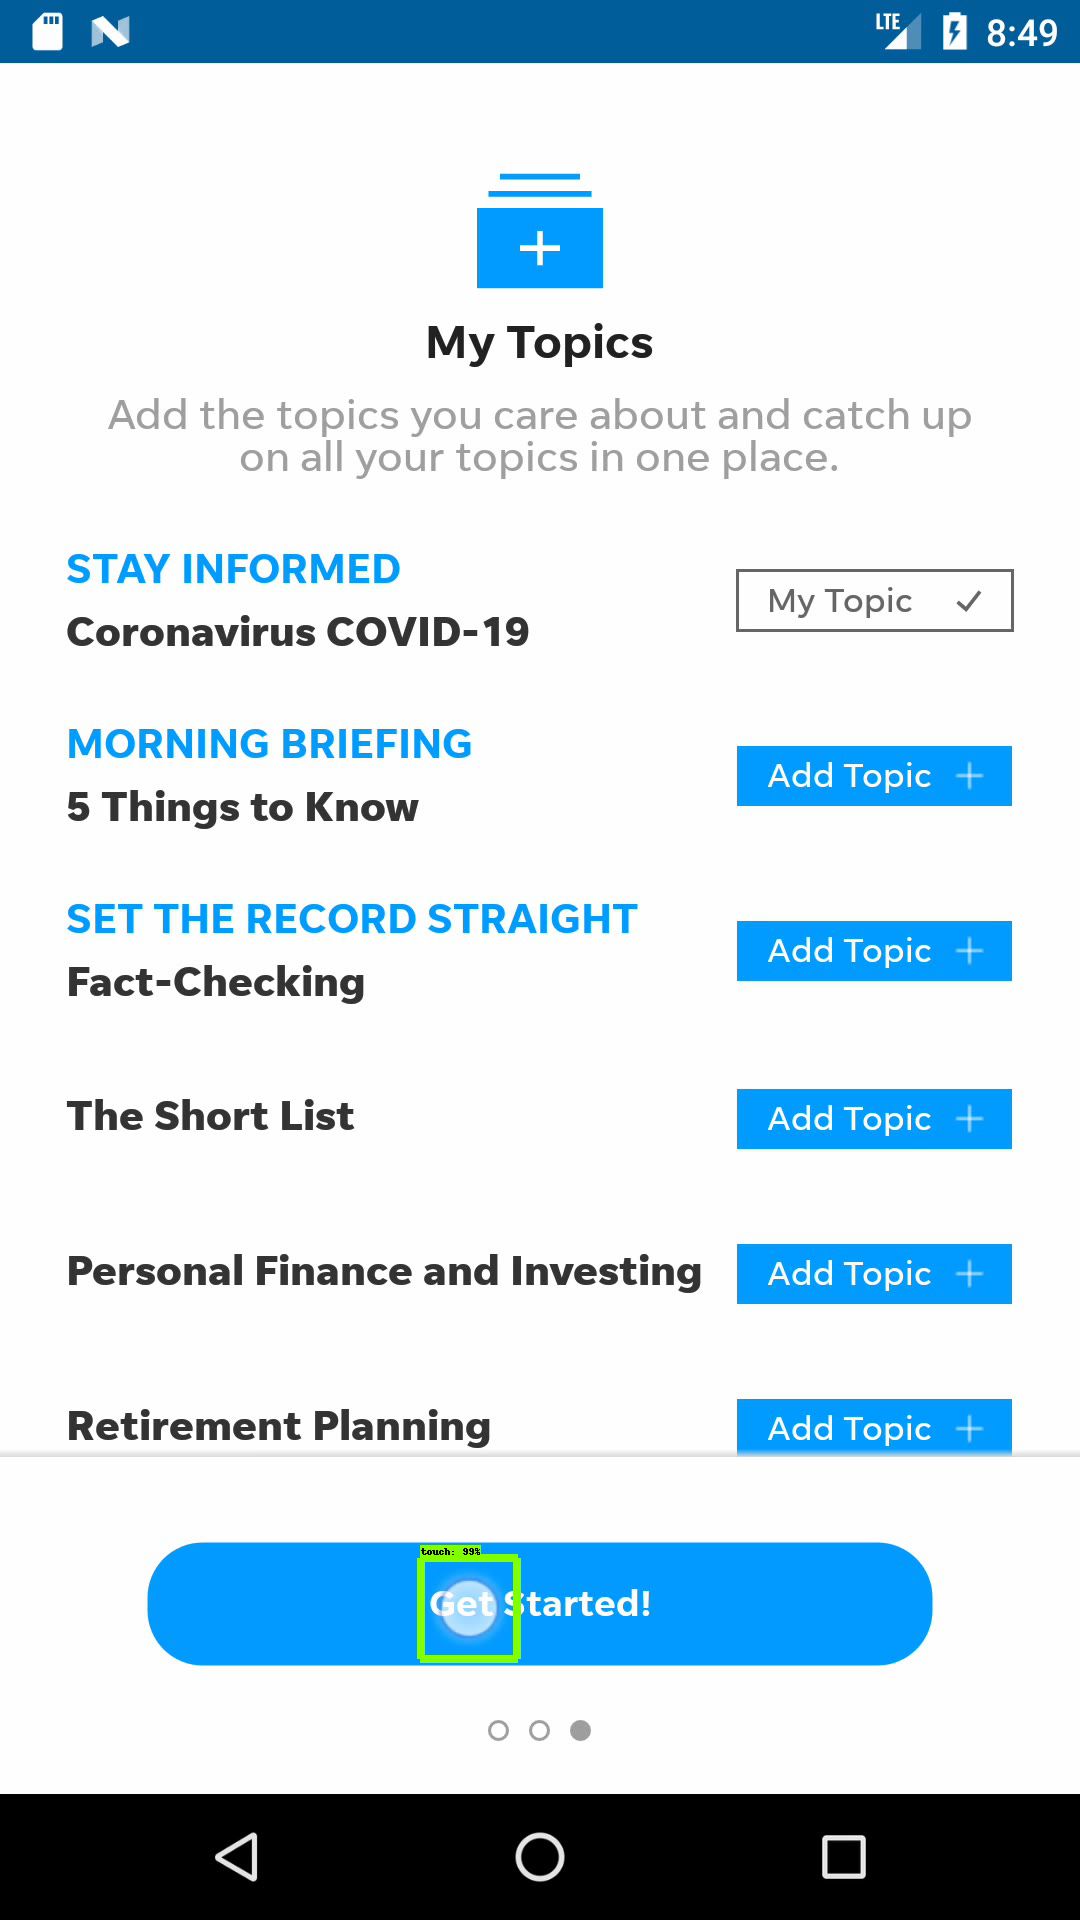 LTE 8:49
My Topics
Add the topics you care about and catch up
on all your topics in one place.
STAY INFORMED
Coronavirus COVID-19
My Topic
MORNING BRIEFING
5 Things to Know
Add Topic
SET THE RECORD STRAIGHT
Fact-Checking
Add Topic
The Short List
Add Topic
Personal Finance and Investing
Add Topic
Retirement Planning
Add Topic
touch: 99%
Get Started!